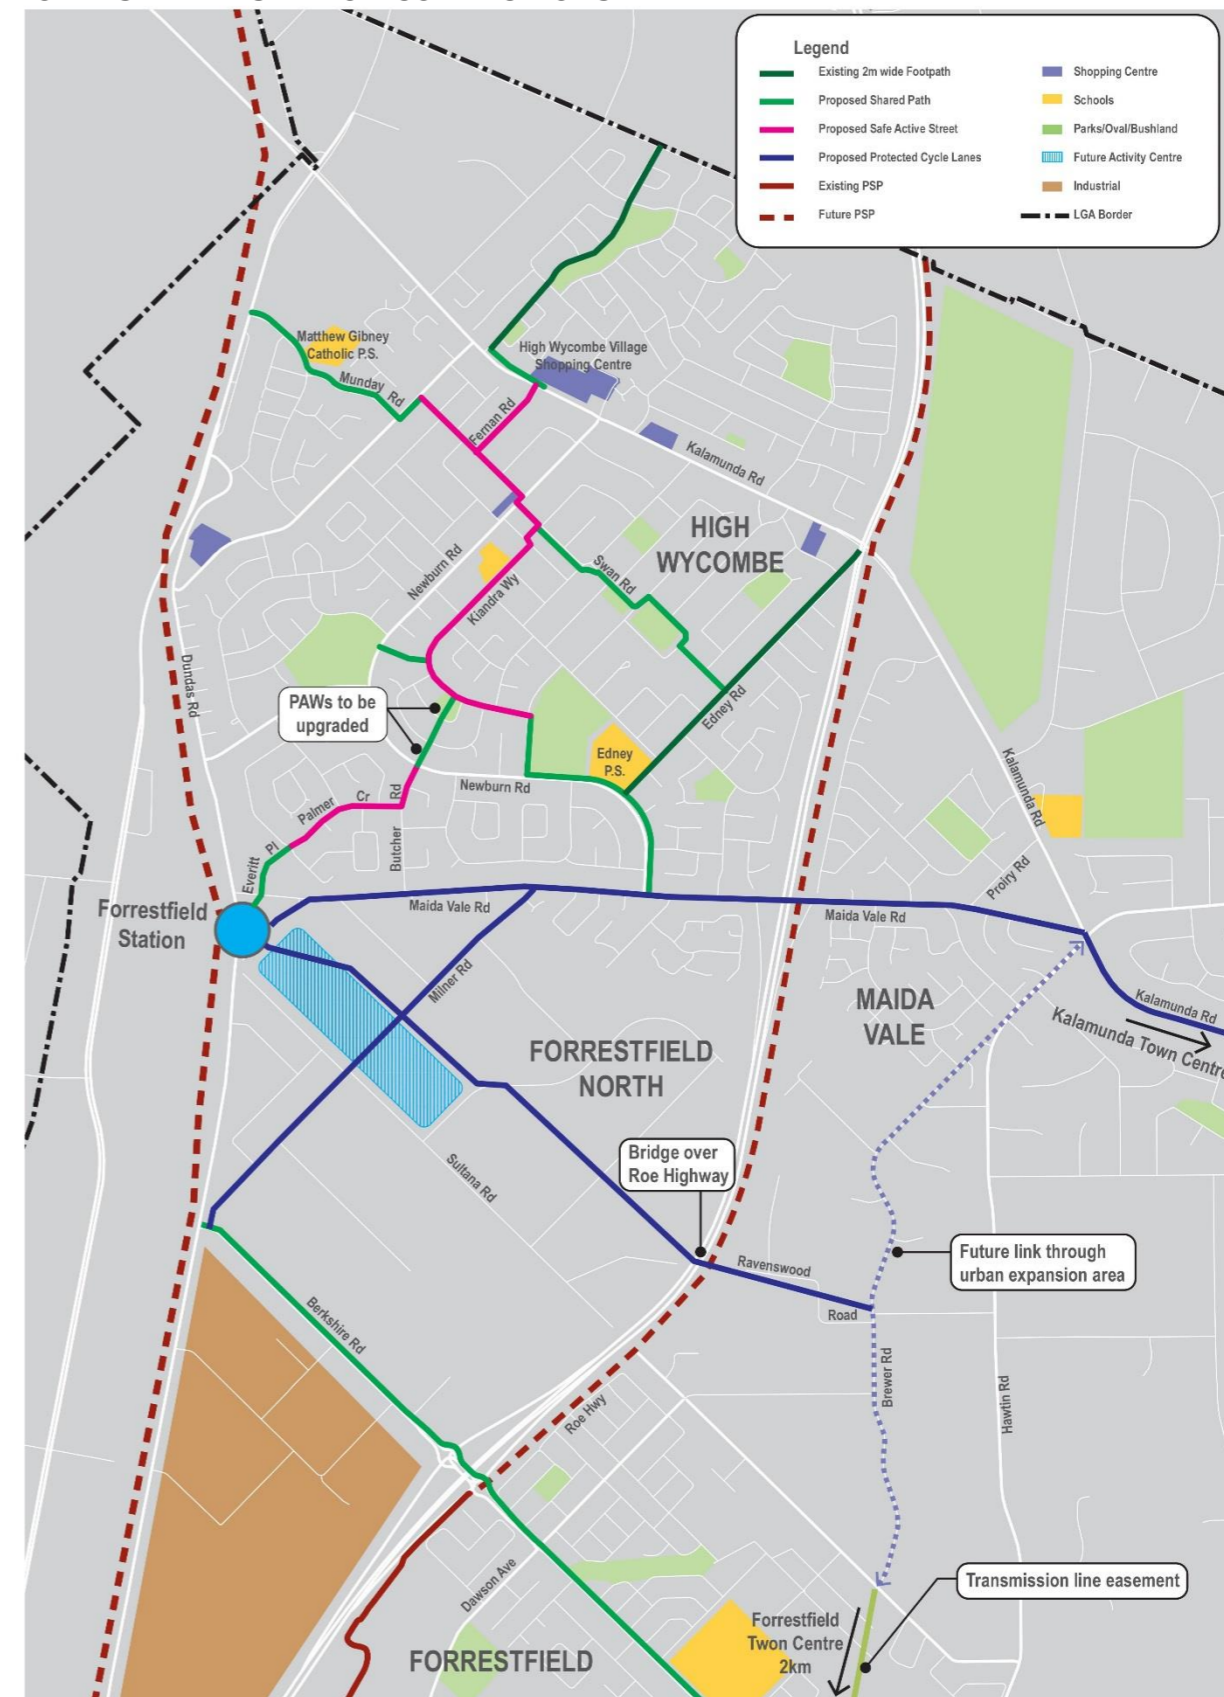 Legend
Existing 2m wide Footpath
Proposed Shared Path
Proposed Safe Active Street
Proposed Protected Cycle Lanes
Existing PSP
Future PSP
Shopping Centre
Schools
Parks/Oval/Bushland
Future Activity Centre
Industrial
LGA Border
Matthew Gibney
Catholic P.S.
Munday Rd
High Wycombe Village
Shopping Centre
Fernan Rd
Kalamunda Rd
HIGH
WYCOMBE
Newburn Rd
Kiandra Wy
Swan Rd
Dundas Rd
PAWs to be
upgraded
Edney Rd
Edney
P.S.
Newburn Rd
Kalamunda Rd
Palmer Cr
Butcher Rd
Everitt Pl
Proiry Rd
Forrestfield
Station
Maida Vale Rd
Maida Vale Rd
Milner Rd
MAIDA
VALE
Kalamunda Rd
Kalamunda Town Centre
FORRESTFIELD
NORTH
Bridge over
Roe Highway
Sultana Rd
Ravenswood
Road
Future link through
urban expansion area
Berkshire Rd
Brewer Rd
Hawtin Rd
Roe Hwy
Dawson Ave
Transmission line easement
Forrestfield
Twon Centre
2km
FORRESTFIELD